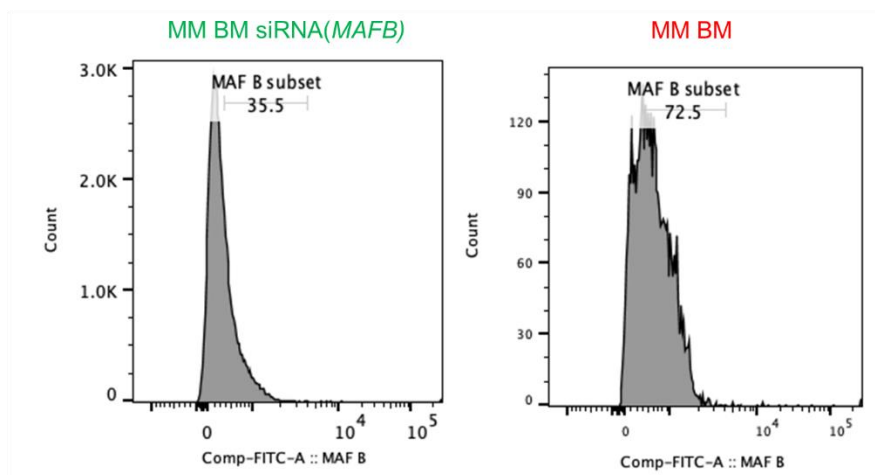 MM BM siRNA(MAFB)
MAF B subset
35.5
3.0K
2.0K
1.0K
0
Count
0
10^4
10^5
Comp-FITC-A :: MAF B
MM BM
MAF B subset
72.5
120
90
60
30
0
Count
0
10^4
10^5
Comp-FITC-A :: MAF B